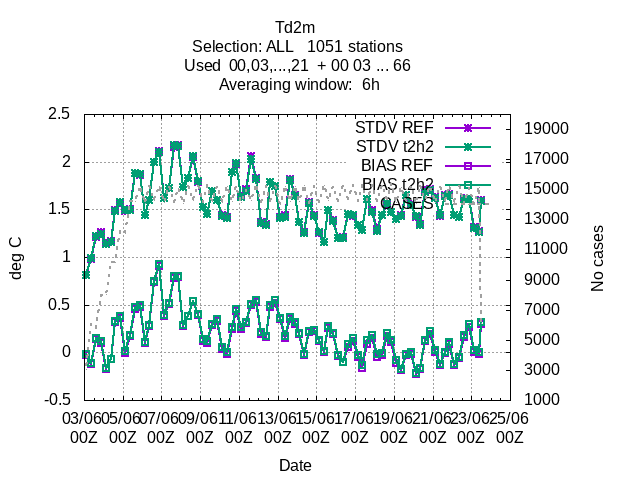 Td2m
Selection: ALL   1051 stations
Used  00,03,...,21  + 00 03 ... 66
Averaging window:  6h
2.5
2
1.5
1
0.5
0
-0.5
deg C
STDV REF
STDV t2h2
BIAS REF
BIAS t2h2
CASES
19000
17000
15000
13000
11000
9000
7000
5000
3000
1000
No cases
03/06 05/06 07/06 09/06 11/06 13/06 15/06 17/06 19/06 21/06 23/06 25/06
00Z 00Z 00Z 00Z 00Z 00Z 00Z 00Z 00Z 00Z 00Z 00Z
Date